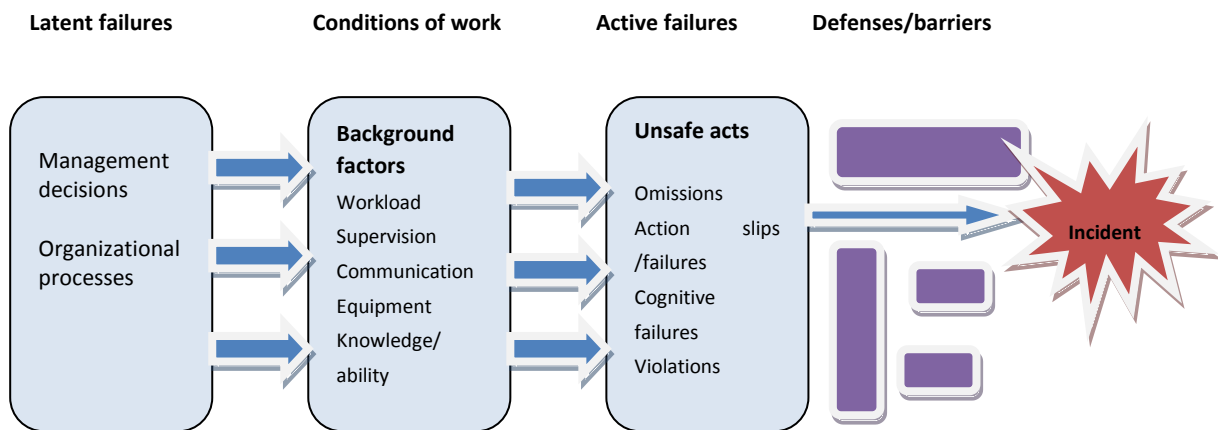 Latent failures
Conditions of work
Active failures
Defenses/barriers
Management
decisions
Organizational
processes
Background
factors
Workload
Supervision
Communication
Equipment
Knowledge/
ability
Unsafe acts
Omissions
Action slips
/failures
Cognitive
failures
Violations
Incident